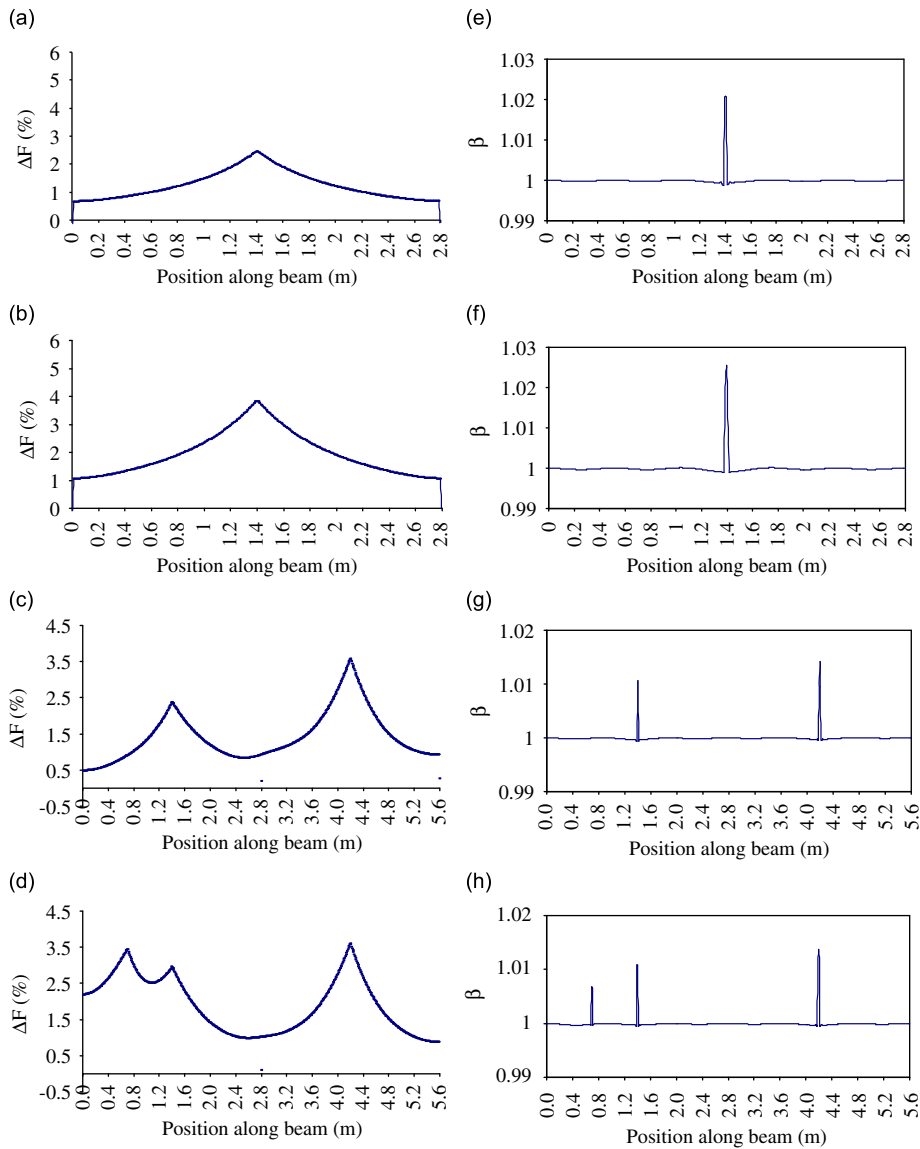 (a)
6
5
4
3
2
1
0
ΔF (%)
0 0.2 0.4 0.6 0.8 1 1.2 1.4 1.6 1.8 2 2.2 2.4 2.6 2.8
Position along beam (m)
(e)
1.03
1.02
1.01
1
0.99
β
0 0.2 0.4 0.6 0.8 1 1.2 1.4 1.6 1.8 2 2.2 2.4 2.6 2.8
Position along beam (m)
(b)
6
5
4
3
2
1
0
ΔF (%)
0 0.2 0.4 0.6 0.8 1 1.2 1.4 1.6 1.8 2 2.2 2.4 2.6 2.8
Position along beam (m)
(f)
1.03
1.02
1.01
1
0.99
β
0 0.2 0.4 0.6 0.8 1 1.2 1.4 1.6 1.8 2 2.2 2.4 2.6 2.8
Position along beam (m)
(c)
4.5
3.5
2.5
1.5
0.5
-0.5
ΔF (%)
0.0 0.4 0.8 1.2 1.6 2.0 2.4 2.8 3.2 3.6 4.0 4.4 4.8 5.2 5.6
Position along beam (m)
(g)
1.02
1.01
1
0.99
β
0.0 0.4 0.8 1.2 1.6 2.0 2.4 2.8 3.2 3.6 4.0 4.4 4.8 5.2 5.6
Position along beam (m)
(d)
4.5
3.5
2.5
1.5
0.5
-0.5
ΔF (%)
0.0 0.4 0.8 1.2 1.6 2.0 2.4 2.8 3.2 3.6 4.0 4.4 4.8 5.2 5.6
Position along beam (m)
(h)
1.02
1.01
1
0.99
β
0.0 0.4 0.8 1.2 1.6 2.0 2.4 2.8 3.2 3.6 4.0 4.4 4.8 5.2 5.6
Position along beam (m)